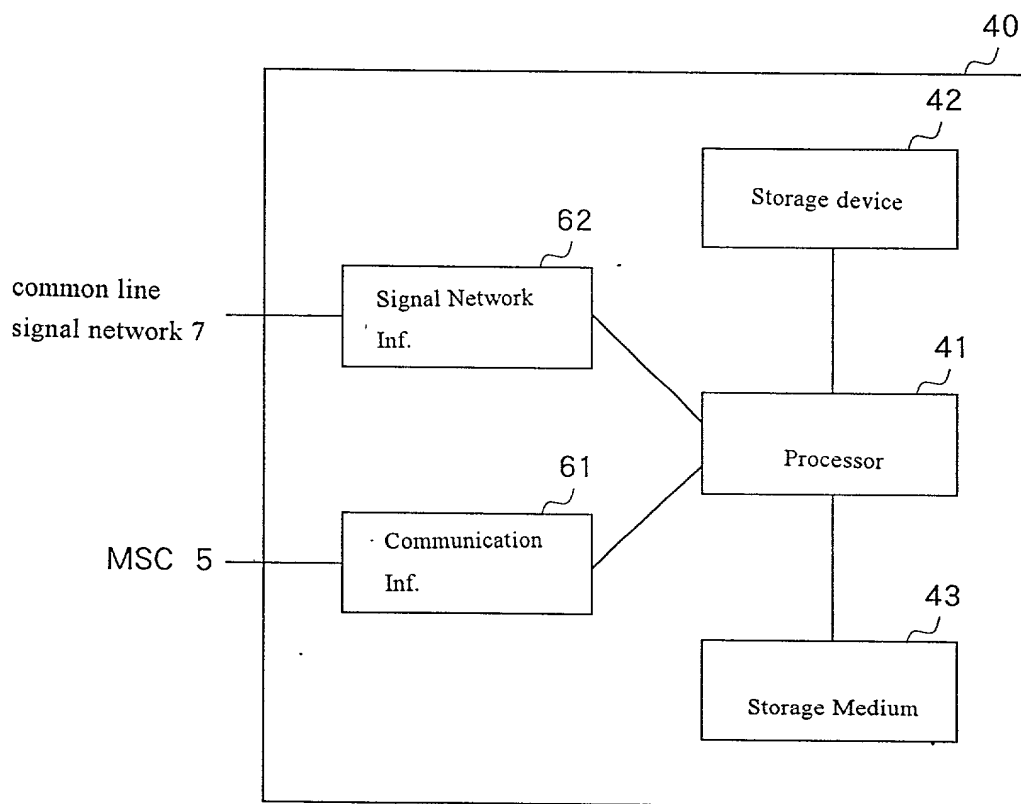 40
42
Storage device
62
common line
signal network 7
Signal Network
Inf.
41
Processor
61
MSC 5
Communication
Inf.
43
Storage Medium